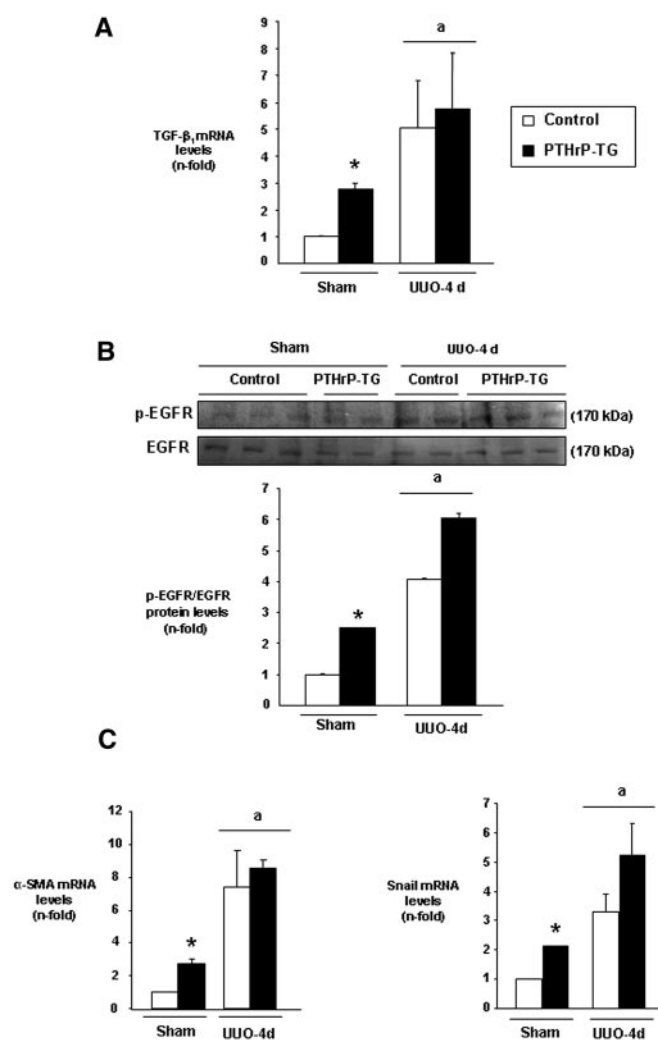 A
a
9
8
7
6
5
4
3
2
1
0
TGF-β₁ mRNA
levels
(n-fold)
*
Control
PTHrP-TG
Sham
UUO-4 d
B
Sham
UUO-4 d
Control
PTHrP-TG
Control
PTHrP-TG
p-EGFR
(170 kDa)
EGFR
(170 kDa)
a
7
6
5
4
3
2
1
0
p-EGFR/EGFR
protein levels
(n-fold)
*
Sham
UUO-4d
C
a
12
10
8
6
4
2
0
α-SMA mRNA
levels
(n-fold)
*
Sham
UUO-4d
a
7
6
5
4
3
2
1
0
Snail mRNA
levels
(n-fold)
*
Sham
UUO-4d